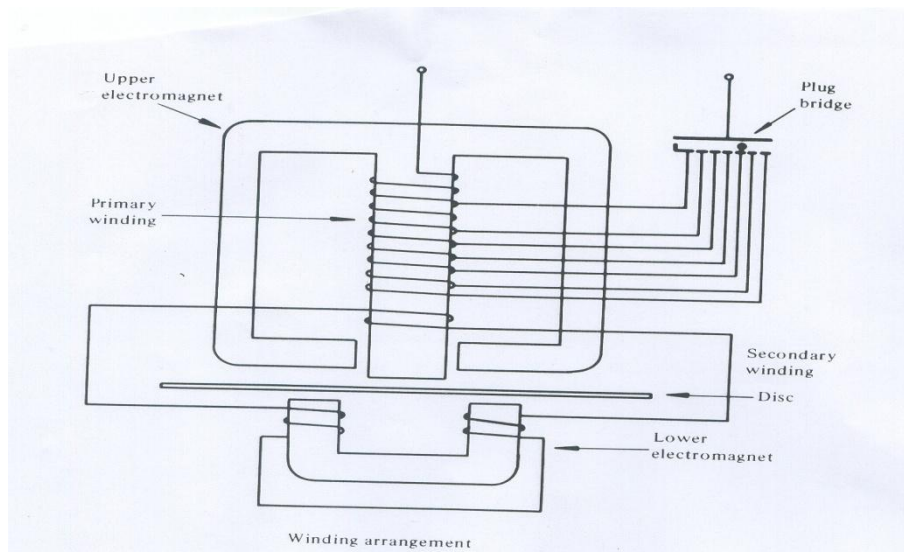 Upper
electromagnet
Plug
bridge
Primary
winding
Secondary
winding
Disc
Lower
electromagnet
Winding arrangement